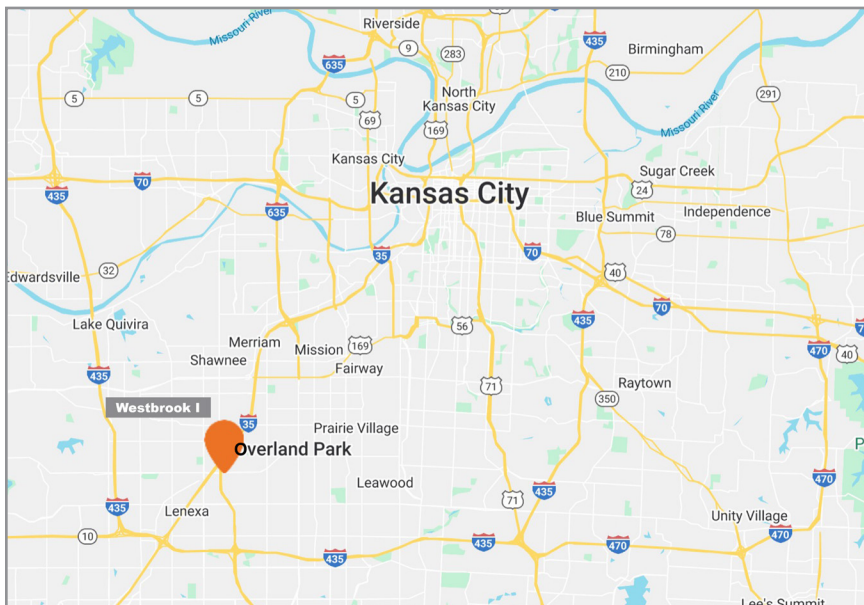 Missouri River
Riverside
9
435
Birmingham
283
635
210
North
Kansas City
291
5
5
5
69
169
Missouri River
Kansas City
Sugar Creek
24
435
70
635
Kansas City
Blue Summit
Independence
78
35
70
40
Edwardsville
32
70
Lake Quivira
435
56
7
Merriam
Mission
169
Shawnee
Fairway
470
40
435
71
Raytown
350
Westbrook I
35
Prairie Village
Overland Park
P
470
Leawood
435
71
435
Lenexa
Unity Village
10
435
435
470
470
Lee's Summit